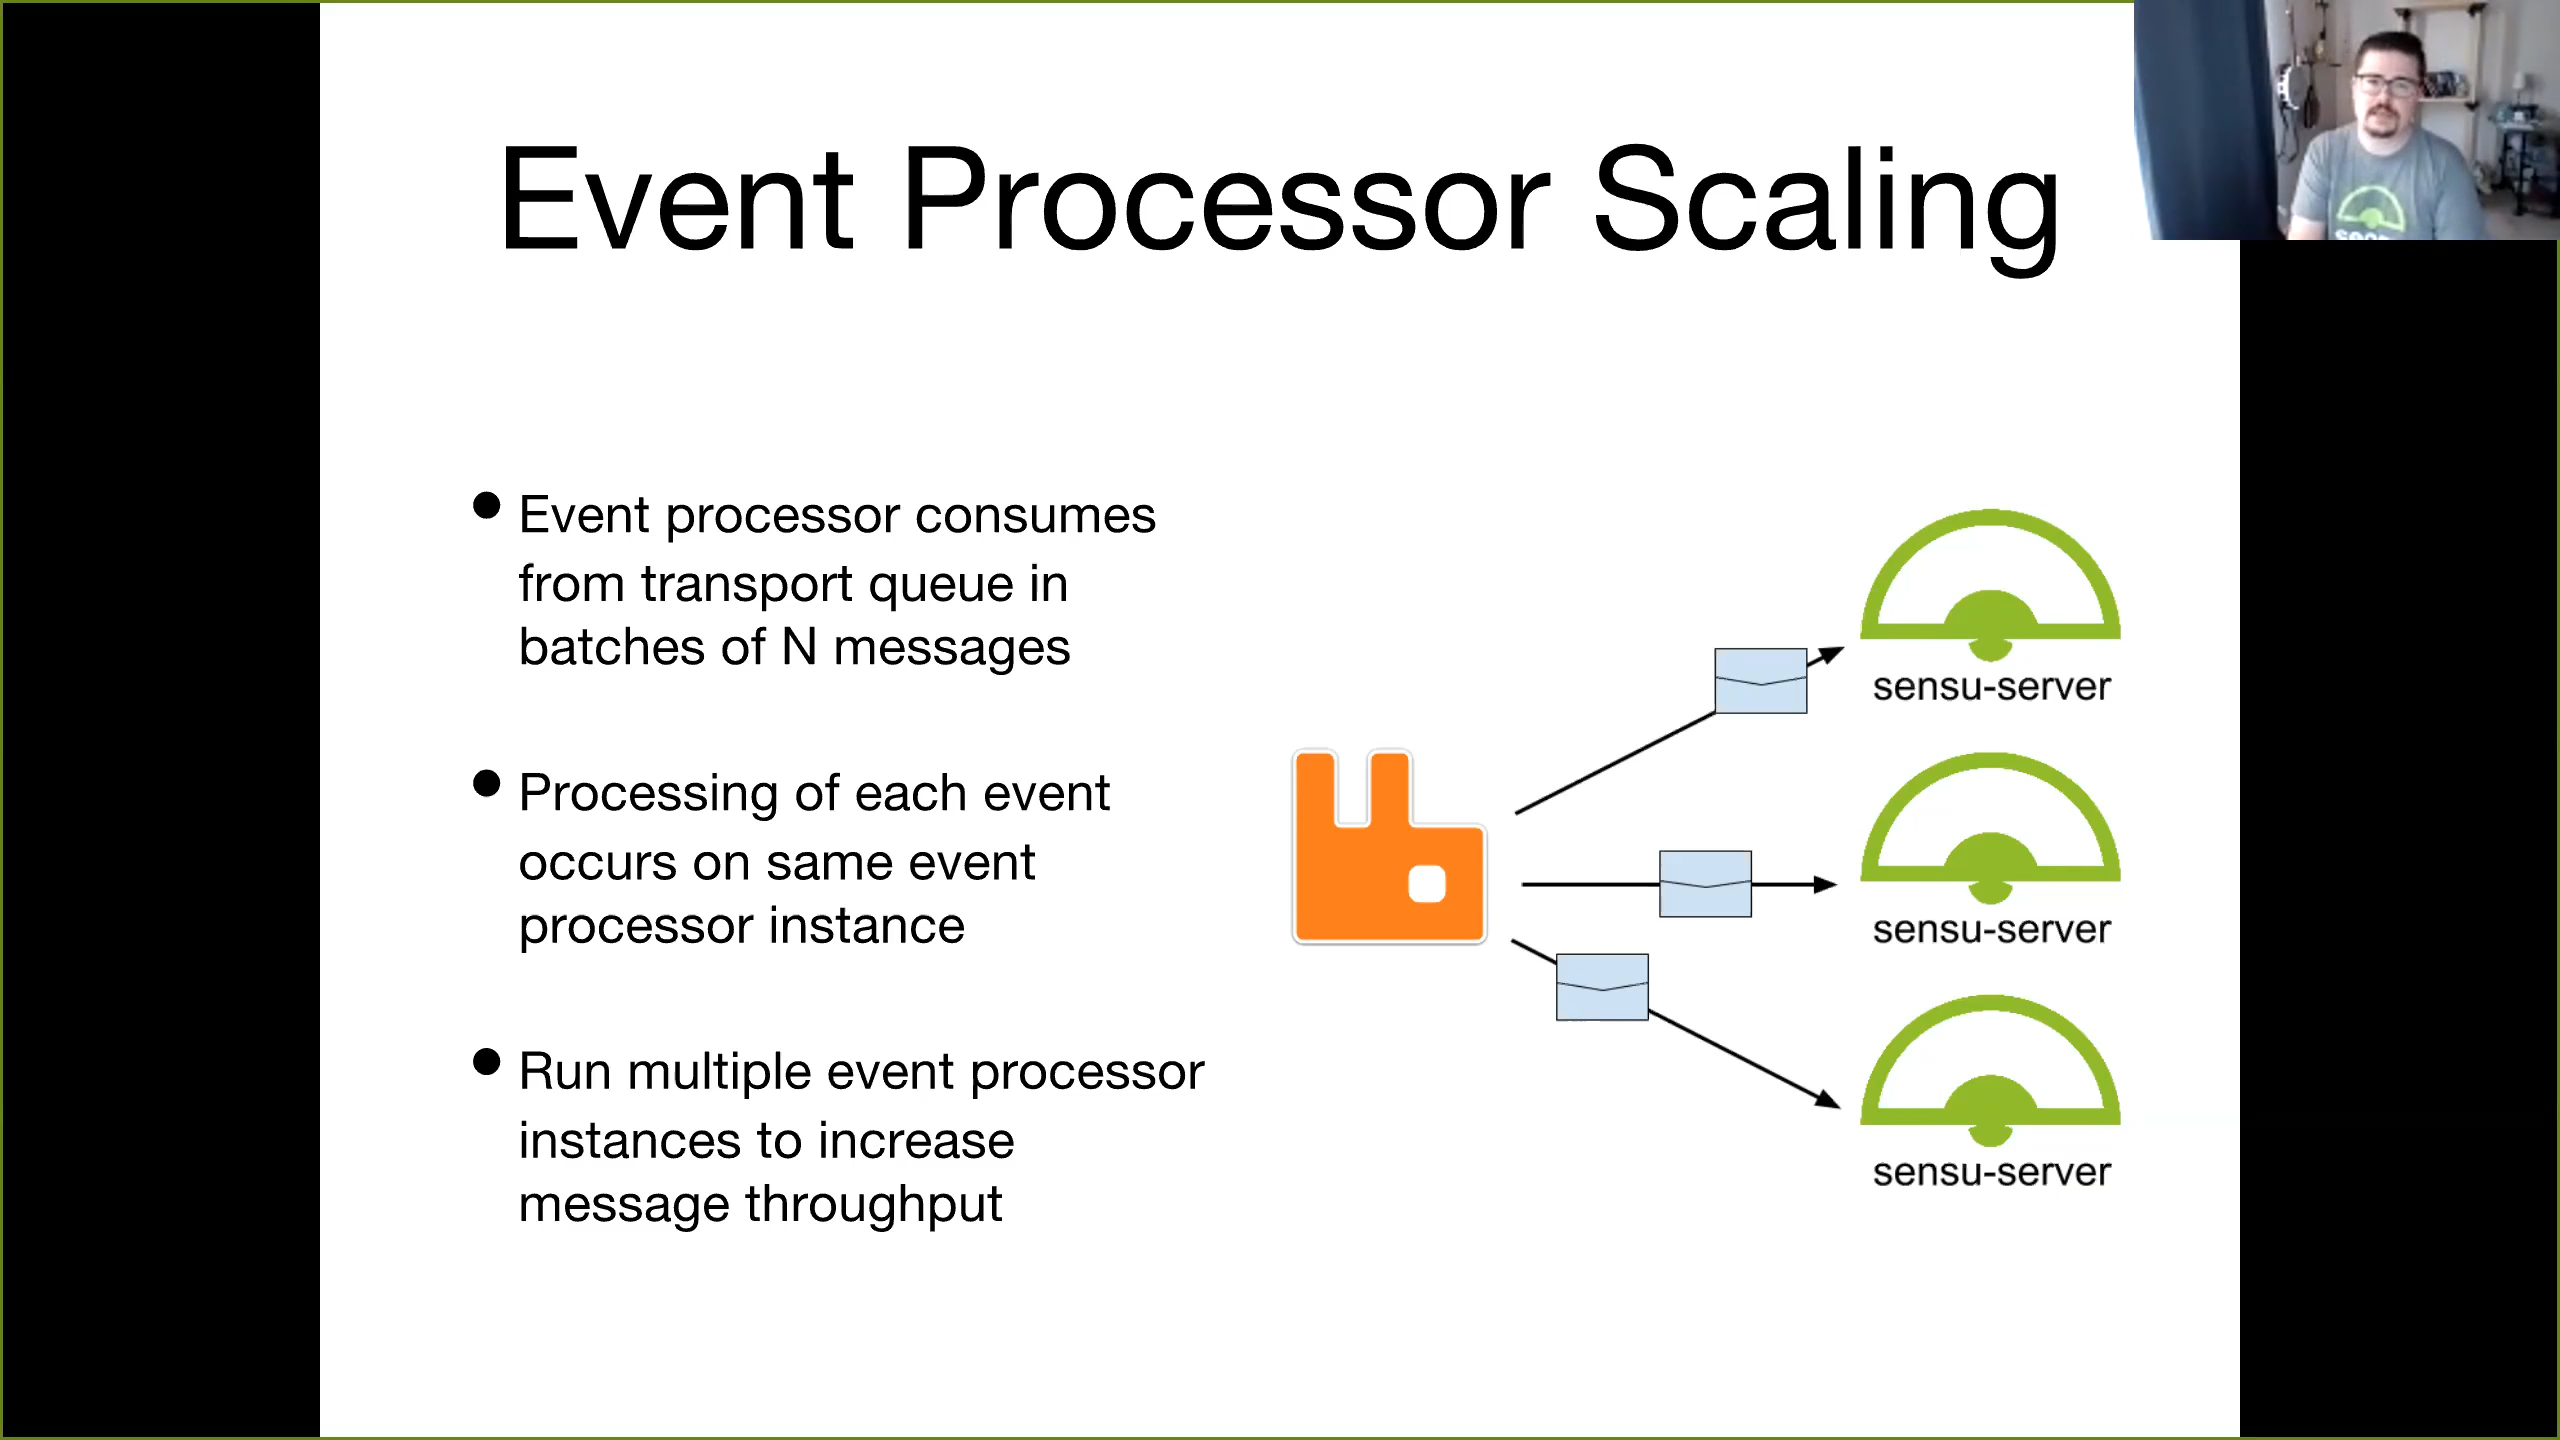 Event Processor Scaling
Event processor consumes
from transport queue in
batches of N messages
Processing of each event
occurs on same event
processor instance
Run multiple event processor
instances to increase
message throughput
sensu-server
sensu-server
sensu-server